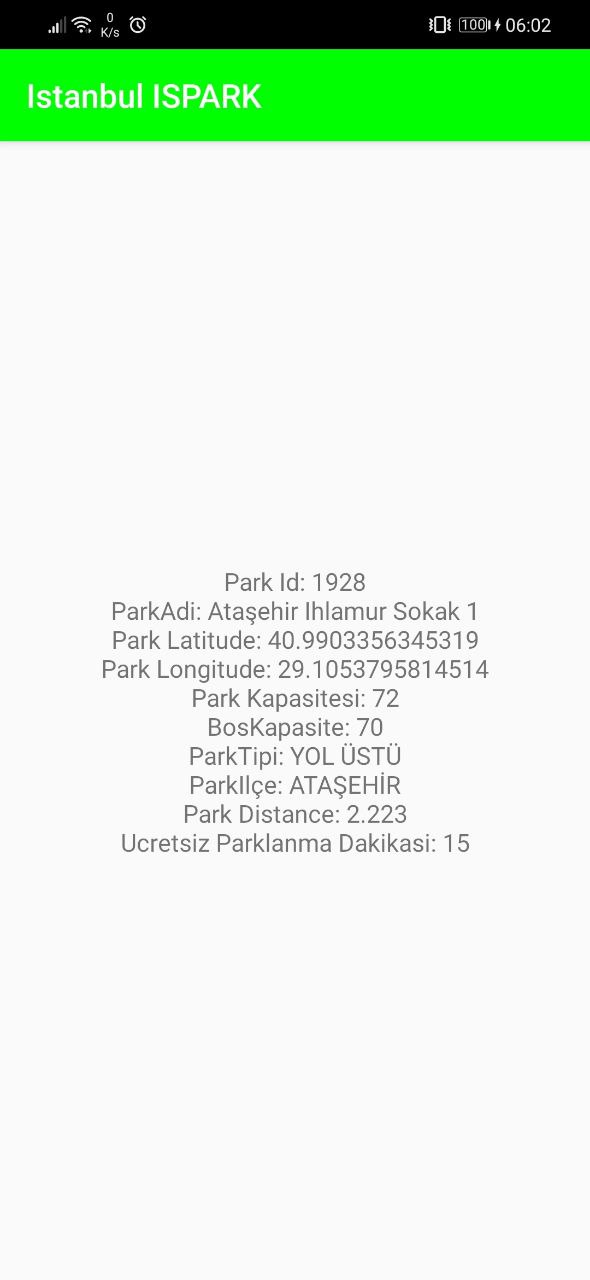 0
K/s
100
06:02
Istanbul ISPARK
Park Id: 1928
ParkAdi: Ataşehir Ihlamur Sokak 1
Park Latitude: 40.9903356345319
Park Longitude: 29.1053795814514
Park Kapasitesi: 72
BosKapasite: 70
ParkTipi: YOL ÜSTÜ
ParkIlçe: ATAŞEHİR
Park Distance: 2.223
Ucretsiz Parklanma Dakikasi: 15